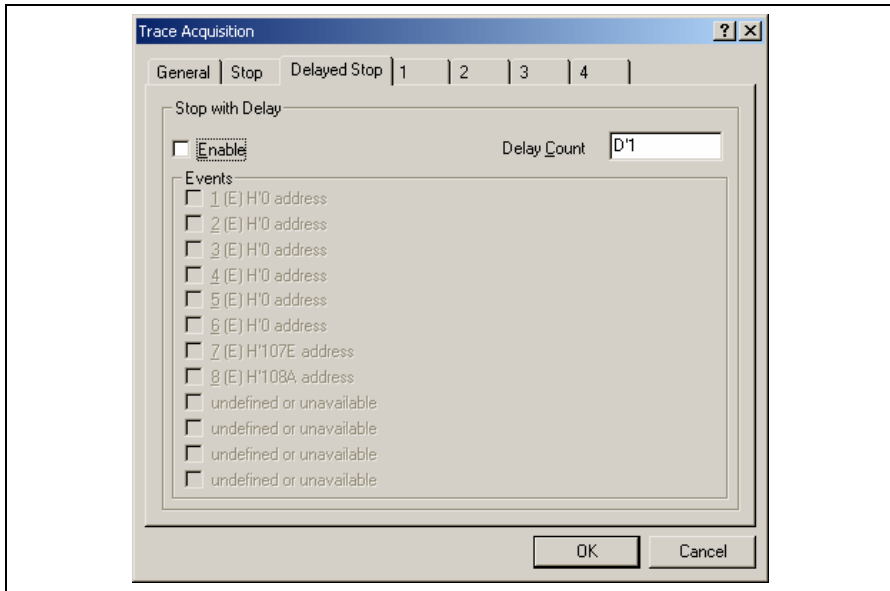 Trace Acquisition
General Stop Delayed Stop 1 2 3 4
Stop with Delay
Enable Delay Count D'1
Events
1 (E) H'0 address
2 (E) H'0 address
3 (E) H'0 address
4 (E) H'0 address
5 (E) H'0 address
6 (E) H'0 address
7 (E) H'107E address
8 (E) H'108A address
undefined or unavailable
undefined or unavailable
undefined or unavailable
undefined or unavailable
OK Cancel